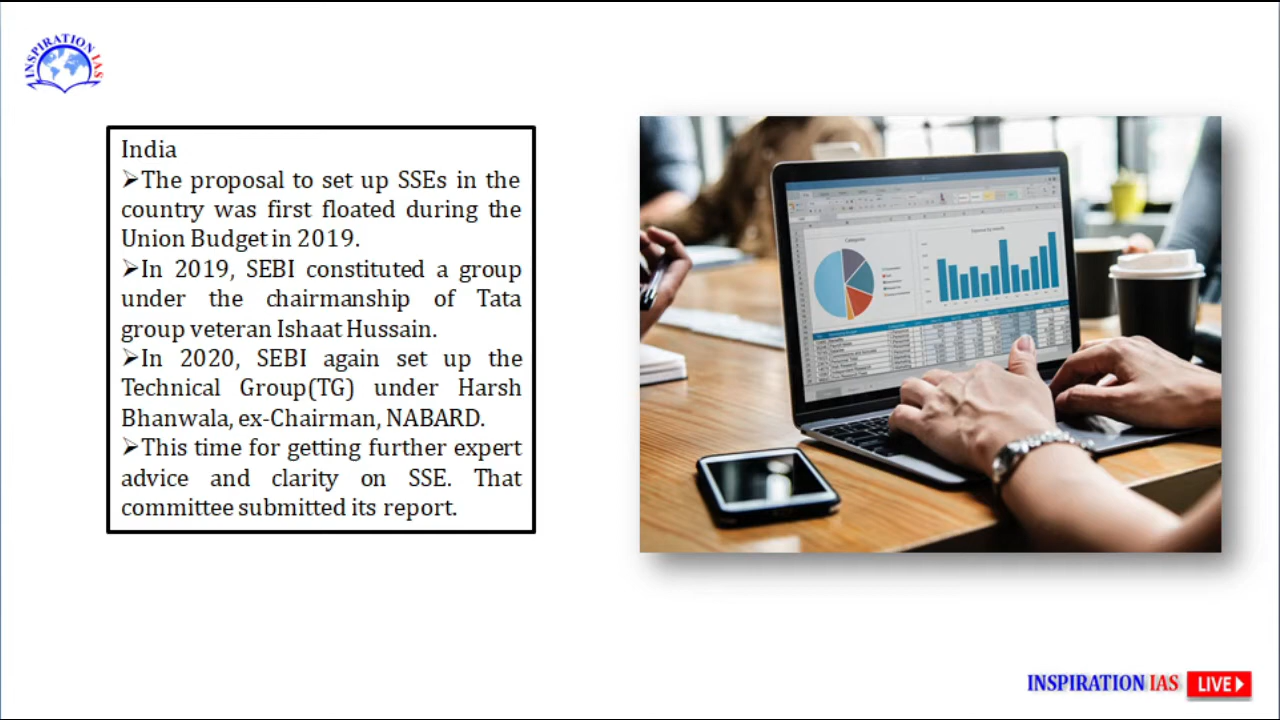 INSPIRATION IAS
India
➢The proposal to set up SSEs in the
country was first floated during the
Union Budget in 2019.
➢In 2019, SEBI constituted a group
under the chairmanship of Tata
group veteran Ishaat Hussain.
➢In 2020, SEBI again set up the
Technical Group(TG) under Harsh
Bhanwala, ex-Chairman, NABARD.
➢This time for getting further expert
advice and clarity on SSE. That
committee submitted its report.
Categories
INSPIRATION IAS LIVE